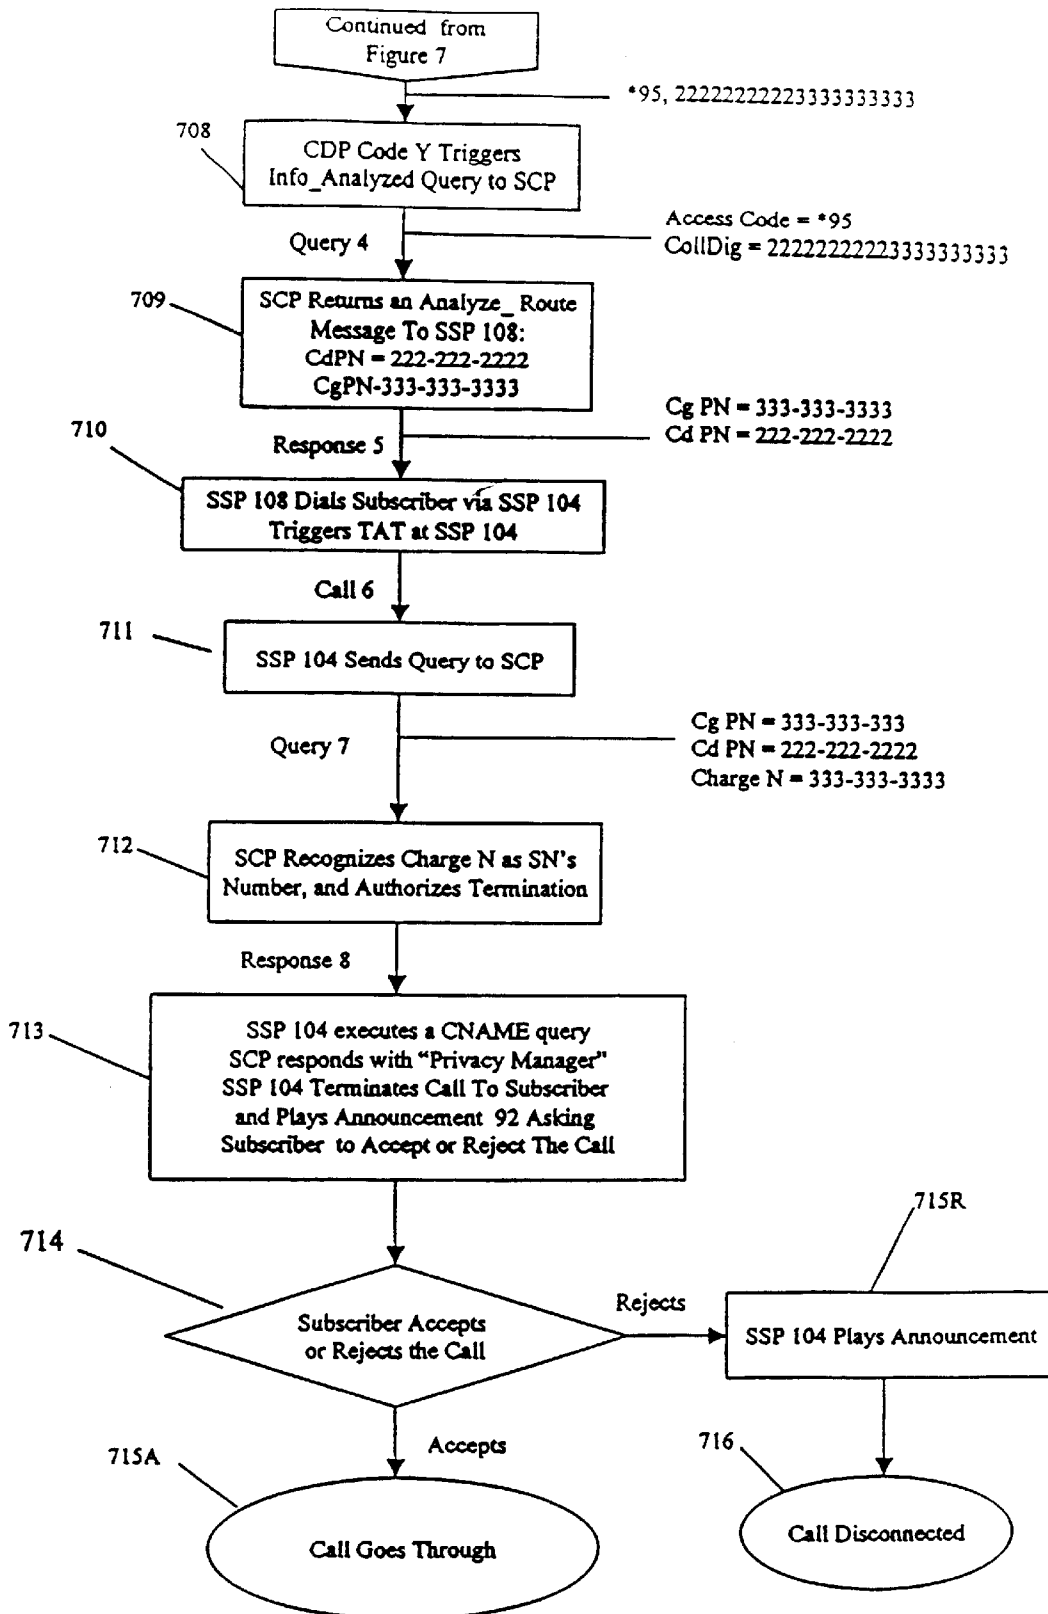 Continued from
Figure 7
*95, 22222222223333333333
708
CDP Code Y Triggers
Info_Analyzed Query to SCP
Query 4
Access Code = *95
CollDig = 22222222223333333333
709
SCP Returns an Analyze_ Route
Message To SSP 108:
CdPN = 222-222-2222
CgPN-333-333-3333
Response 5
Cg PN = 333-333-3333
Cd PN = 222-222-2222
710
SSP 108 Dials Subscriber via SSP 104
Triggers TAT at SSP 104
Call 6
711
SSP 104 Sends Query to SCP
Query 7
Cg PN = 333-333-333
Cd PN = 222-222-2222
Charge N = 333-333-3333
712
SCP Recognizes Charge N as SN's
Number, and Authorizes Termination
Response 8
713
SSP 104 executes a CNAME query
SCP responds with "Privacy Manager"
SSP 104 Terminates Call To Subscriber
and Plays Announcement 92 Asking
Subscriber to Accept or Reject The Call
714
Subscriber Accepts
or Rejects the Call
Rejects
715R
SSP 104 Plays Announcement
Accepts
715A
Call Goes Through
716
Call Disconnected